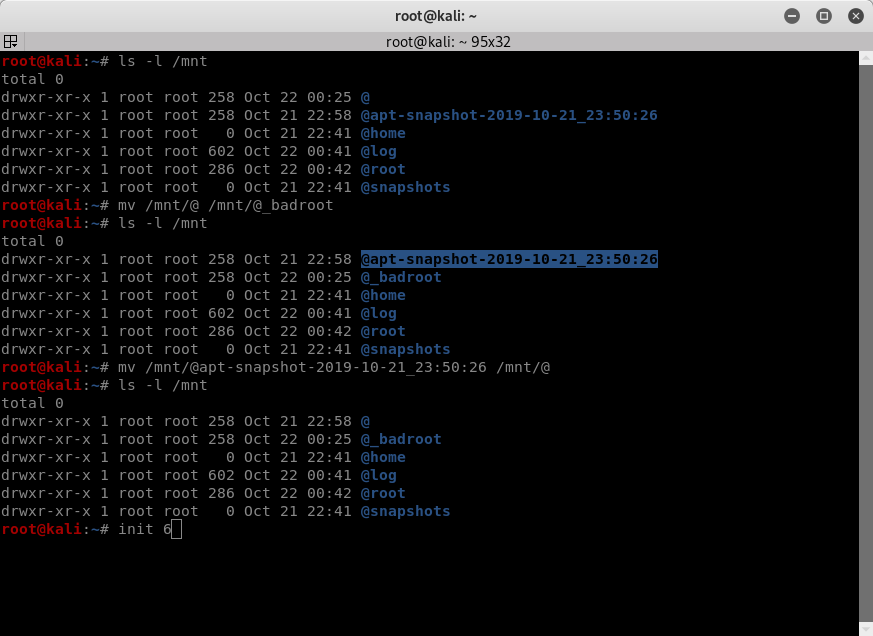 root@kali: ~
root@kali: ~ 95x32
root@kali:~# ls -l /mnt
total 0
drwxr-xr-x 1 root root 258 Oct 22 00:25 @
drwxr-xr-x 1 root root 258 Oct 21 22:58 @apt-snapshot-2019-10-21_23:50:26
drwxr-xr-x 1 root root   0 Oct 21 22:41 @home
drwxr-xr-x 1 root root 602 Oct 22 00:41 @log
drwxr-xr-x 1 root root 286 Oct 22 00:42 @root
drwxr-xr-x 1 root root   0 Oct 21 22:41 @snapshots
root@kali:~# mv /mnt/@ /mnt/@_badroot
root@kali:~# ls -l /mnt
total 0
drwxr-xr-x 1 root root 258 Oct 21 22:58 @apt-snapshot-2019-10-21_23:50:26
drwxr-xr-x 1 root root 258 Oct 22 00:25 @_badroot
drwxr-xr-x 1 root root   0 Oct 21 22:41 @home
drwxr-xr-x 1 root root 602 Oct 22 00:41 @log
drwxr-xr-x 1 root root 286 Oct 22 00:42 @root
drwxr-xr-x 1 root root   0 Oct 21 22:41 @snapshots
root@kali:~# mv /mnt/@apt-snapshot-2019-10-21_23:50:26 /mnt/@
root@kali:~# ls -l /mnt
total 0
drwxr-xr-x 1 root root 258 Oct 21 22:58 @
drwxr-xr-x 1 root root 258 Oct 22 00:25 @_badroot
drwxr-xr-x 1 root root   0 Oct 21 22:41 @home
drwxr-xr-x 1 root root 602 Oct 22 00:41 @log
drwxr-xr-x 1 root root 286 Oct 22 00:42 @root
drwxr-xr-x 1 root root   0 Oct 21 22:41 @snapshots
root@kali:~# init 6